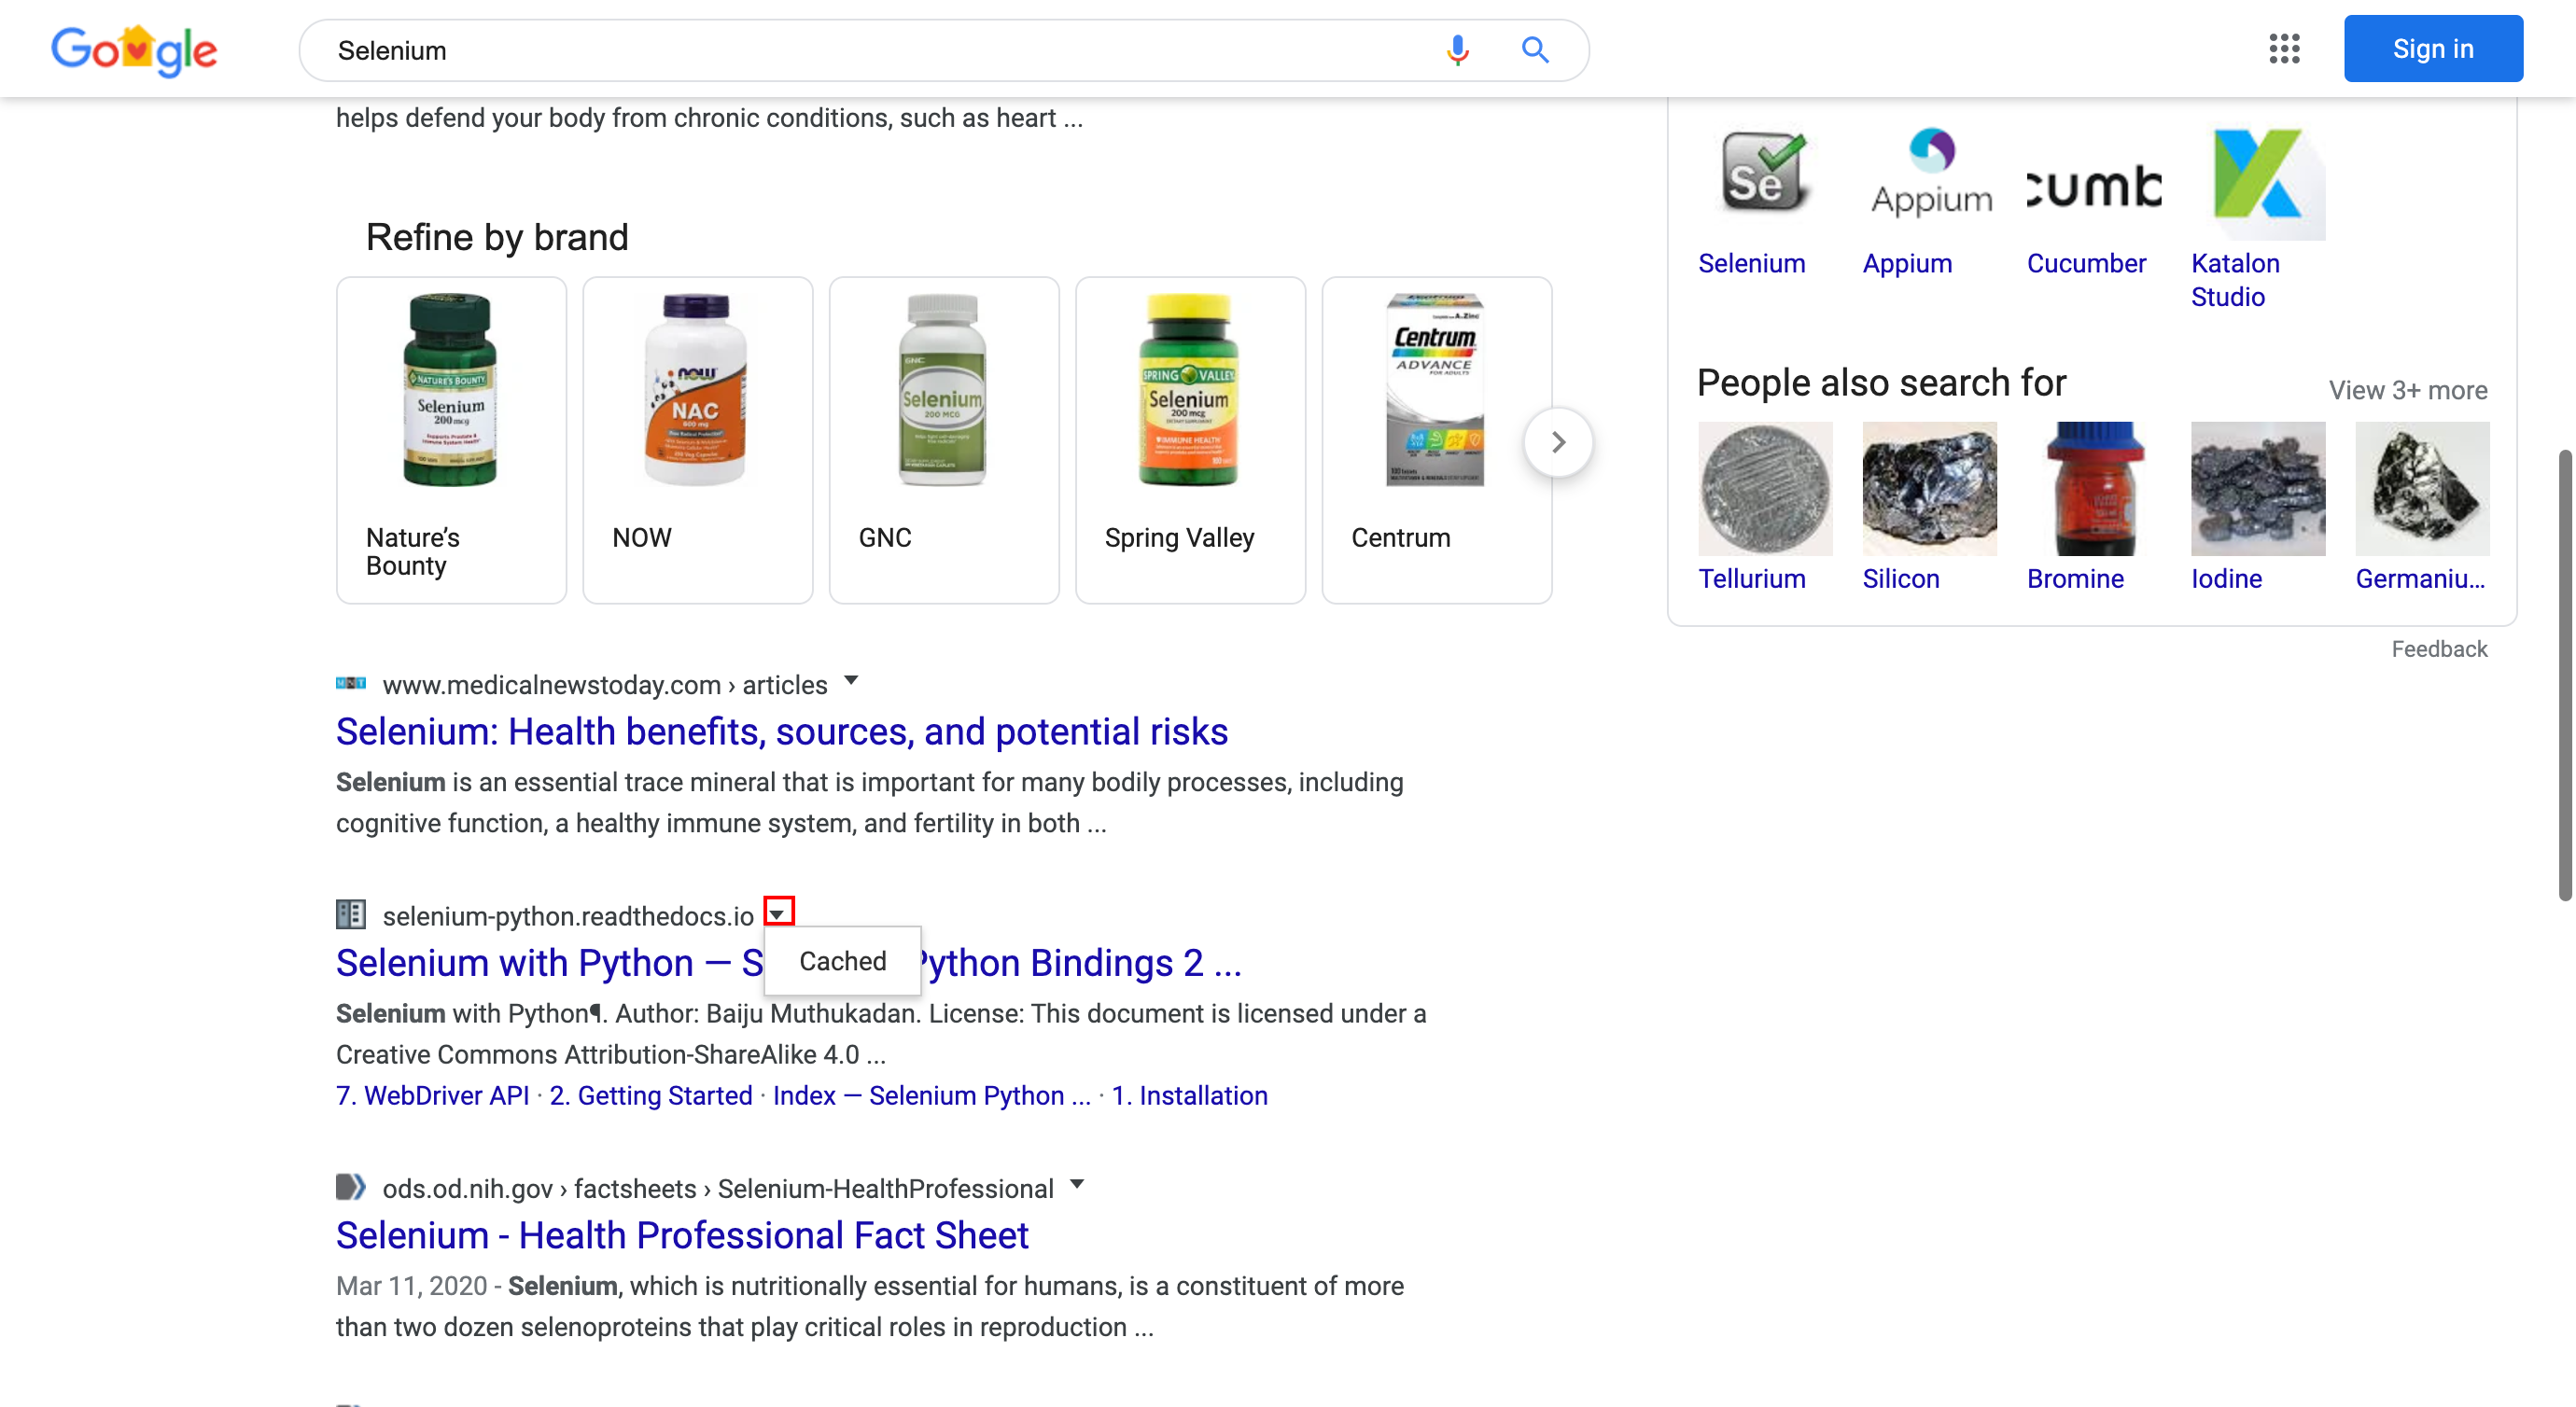 Google
Selenium
Sign in
helps defend your body from chronic conditions, such as heart ...
Refine by brand
NATURE'S BOUNTY
Selenium
200 mcg
now
NAC
600 mg
GNC
Selenium
200 MCG
SPRING VALLEY
Selenium
200 mcg
IMMUNE HEALTH
Centrum
ADVANCE
FOR ADULTS
Nature’s
Bounty
NOW
GNC
Spring Valley
Centrum
MNT
www.medicalnewstoday.com › articles
Selenium: Health benefits, sources, and potential risks
Selenium is an essential trace mineral that is important for many bodily processes, including
cognitive function, a healthy immune system, and fertility in both ...
selenium-python.readthedocs.io
Cached
Selenium with Python — S ython Bindings 2 ...
Selenium with Python¶. Author: Baiju Muthukadan. License: This document is licensed under a
Creative Commons Attribution-ShareAlike 4.0 ...
7. WebDriver API · 2. Getting Started · Index — Selenium Python ... · 1. Installation
ods.od.nih.gov › factsheets › Selenium-HealthProfessional
Selenium - Health Professional Fact Sheet
Mar 11, 2020 - Selenium, which is nutritionally essential for humans, is a constituent of more
than two dozen selenoproteins that play critical roles in reproduction ...
Se
Appium
cumb
Selenium
Appium
Cucumber
Katalon
Studio
People also search for
View 3+ more
Tellurium
Silicon
Bromine
Iodine
Germaniu...
Feedback